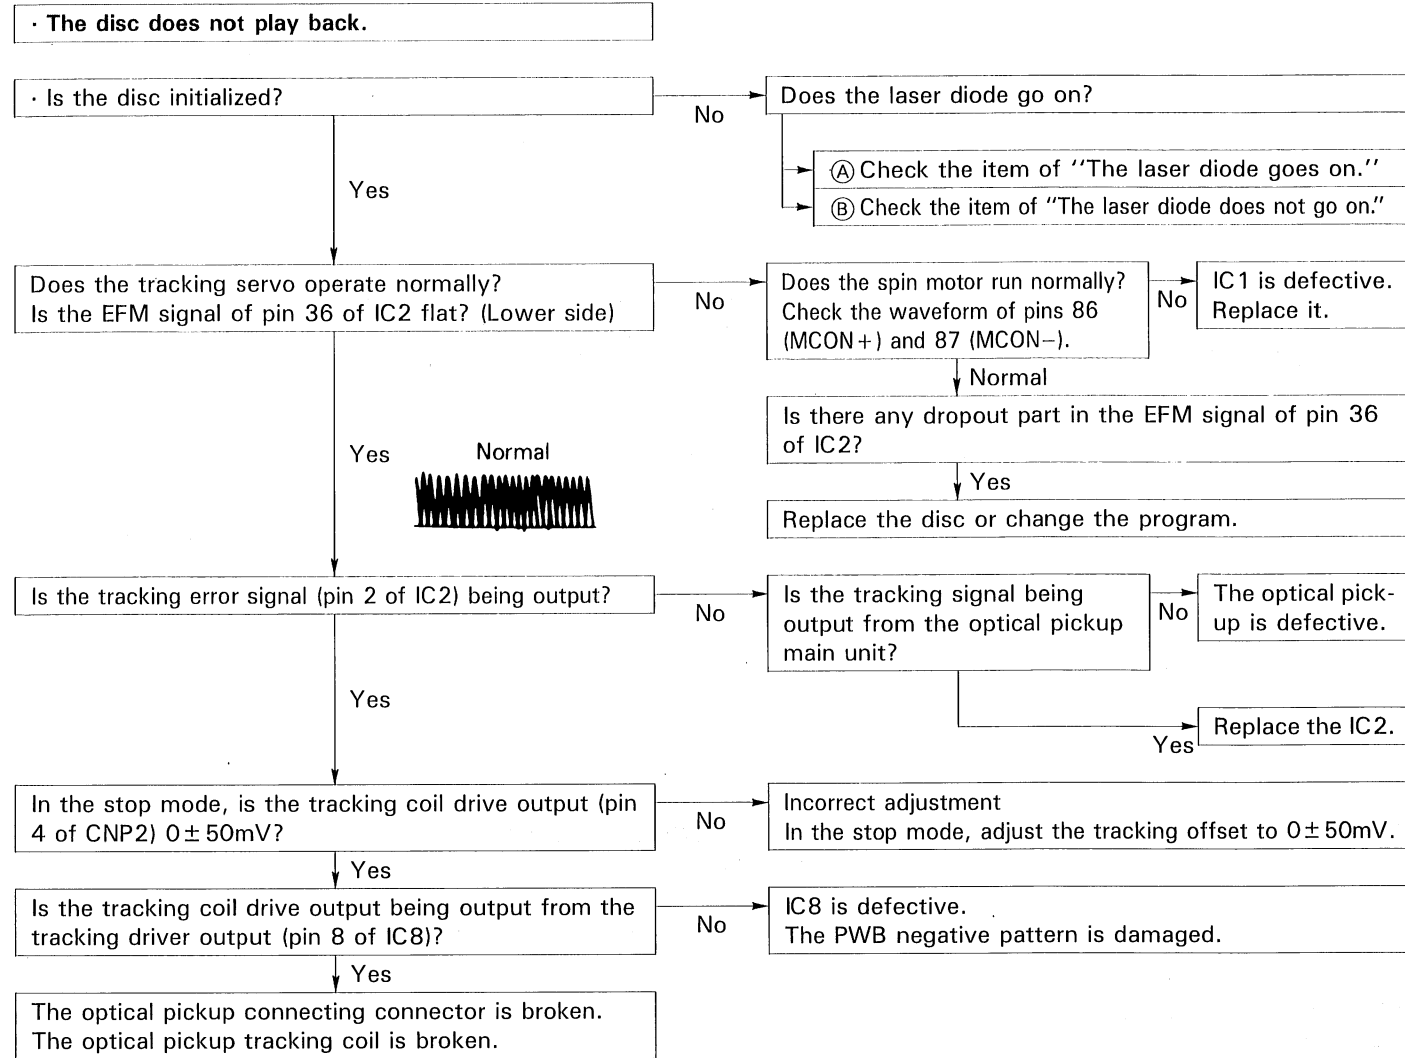 · The disc does not play back.
· Is the disc initialized?
No
Does the laser diode go on?
Ⓐ Check the item of "The laser diode goes on."
Ⓑ Check the item of "The laser diode does not go on."
Yes
Does the tracking servo operate normally?
Is the EFM signal of pin 36 of IC2 flat? (Lower side)
No
Does the spin motor run normally?
Check the waveform of pins 86
(MCON+) and 87 (MCON−).
No
IC1 is defective.
Replace it.
Normal
Is there any dropout part in the EFM signal of pin 36
of IC2?
Yes
Replace the disc or change the program.
Yes
Normal
Is the tracking error signal (pin 2 of IC2) being output?
No
Is the tracking signal being
output from the optical pickup
main unit?
No
The optical pick-
up is defective.
Yes
Replace the IC2.
Yes
In the stop mode, is the tracking coil drive output (pin
4 of CNP2) 0±50mV?
No
Incorrect adjustment
In the stop mode, adjust the tracking offset to 0±50mV.
Yes
Is the tracking coil drive output being output from the
tracking driver output (pin 8 of IC8)?
No
IC8 is defective.
The PWB negative pattern is damaged.
Yes
The optical pickup connecting connector is broken.
The optical pickup tracking coil is broken.